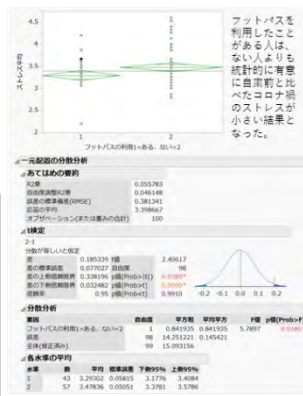 フットパスを
利用したこと
がある人は、
ない人よりも
統計的に有意
に自粛前と比
べたコロナ禍
のストレスが
小さい結果と
なった。
ストレス平均
4.5
4
3.5
3
2.5
2
1
2
フットパスの利用1=ある、ない=2
一元配置の分散分析
あてはめの要約
R2乗 0.055783
自由度調整R2乗 0.046148
誤差の標準偏差(RMSE) 0.381341
応答の平均 3.398667
オブザベーション(または重みの合計) 100
t検定
2-1
分散が等しいと仮定
差 0.185339 t値 2.40617
差の標準誤差 0.077027 自由度 98
差の上側信頼限界 0.338196 p値(Prob>|t|) 0.0180*
差の下側信頼限界 0.032482 p値(Prob>t) 0.0090*
信頼率 0.95 p値(Prob<t) 0.9910
-0.2 -0.1 0.0 0.1 0.2
分散分析
要因 自由度 平方和 平均平方 F値 p値(Prob>F)
フットパスの利用1=ある、ない=2 1 0.841935 0.841935 5.7897 0.0180*
誤差 98 14.251221 0.145421
全体(修正済み) 99 15.093156
各水準の平均
水準 数 平均 標準誤差 下側95% 上側95%
1 43 3.29302 0.05815 3.1776 3.4084
2 57 3.47836 0.05051 3.3781 3.5786